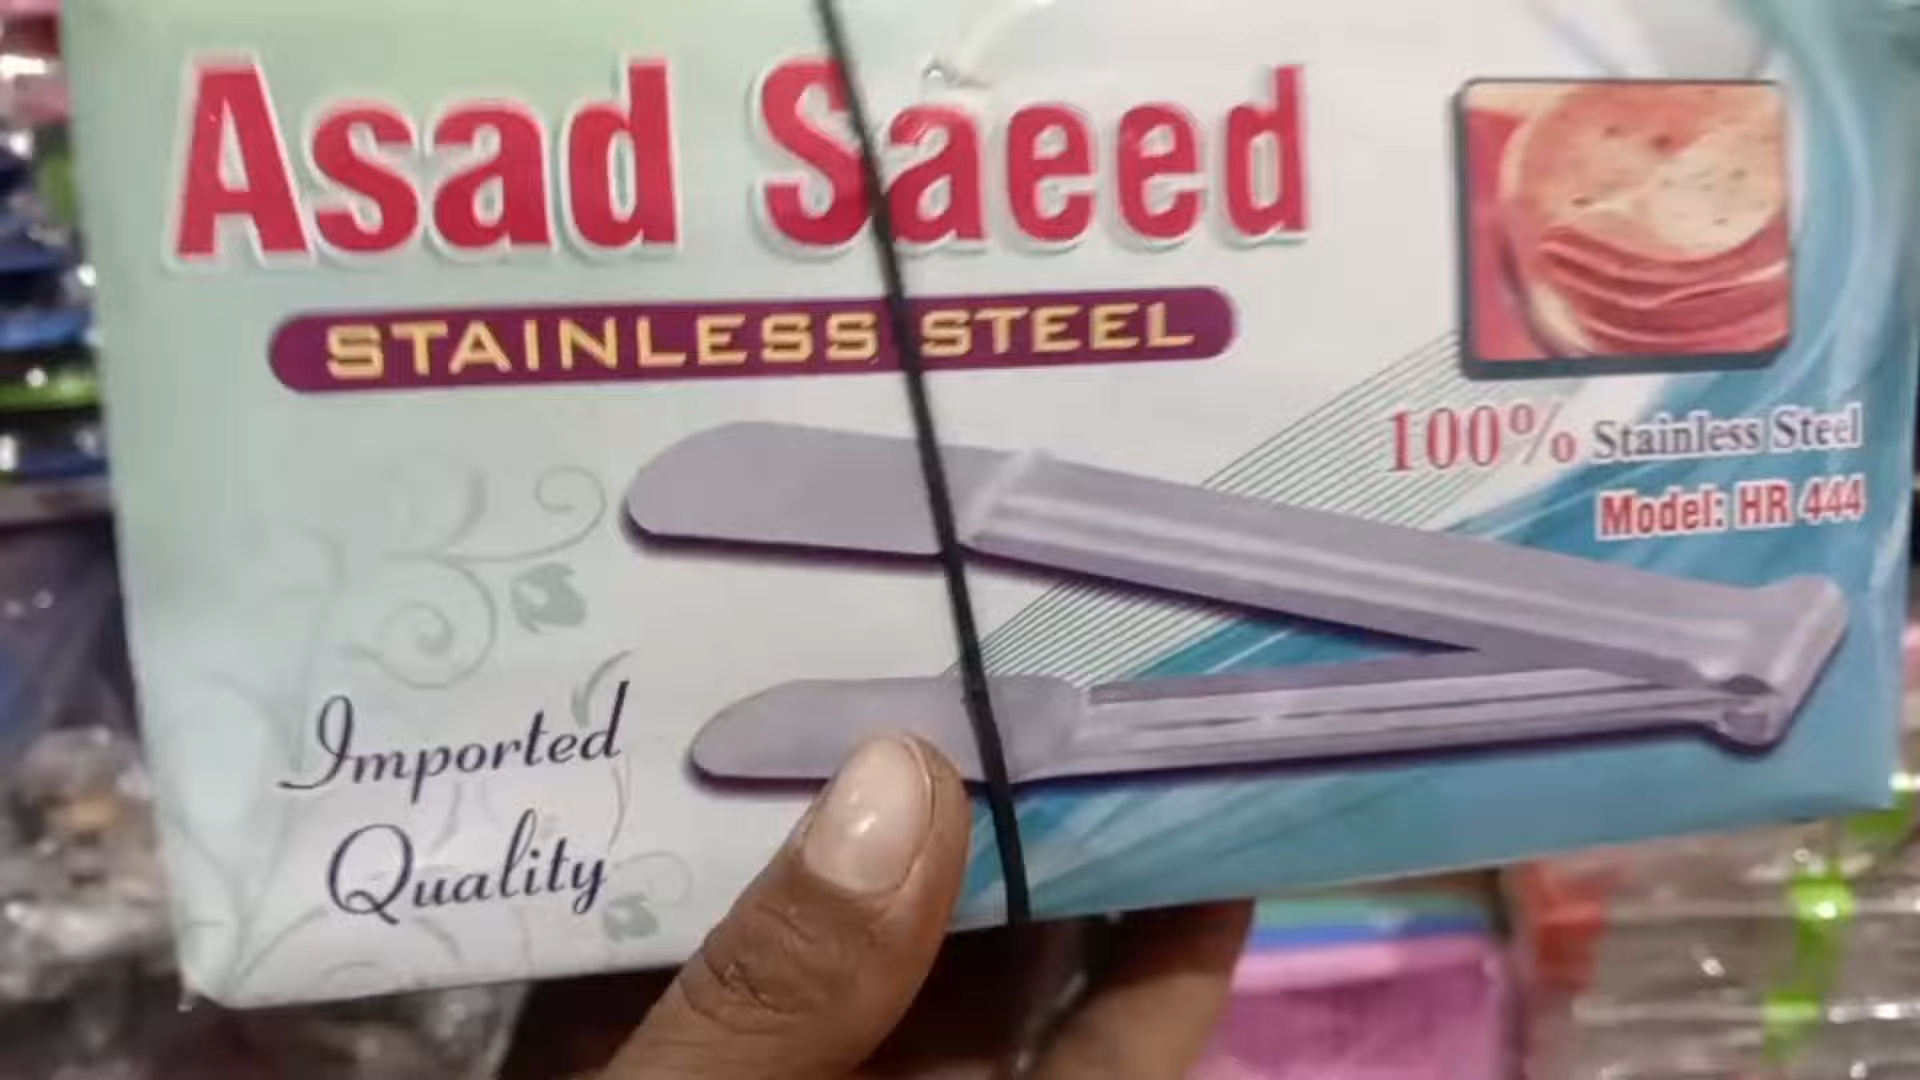 Asad Saeed
STAINLESS STEEL
100% Stainless Steel
Model: HR 444
Imported
Quality